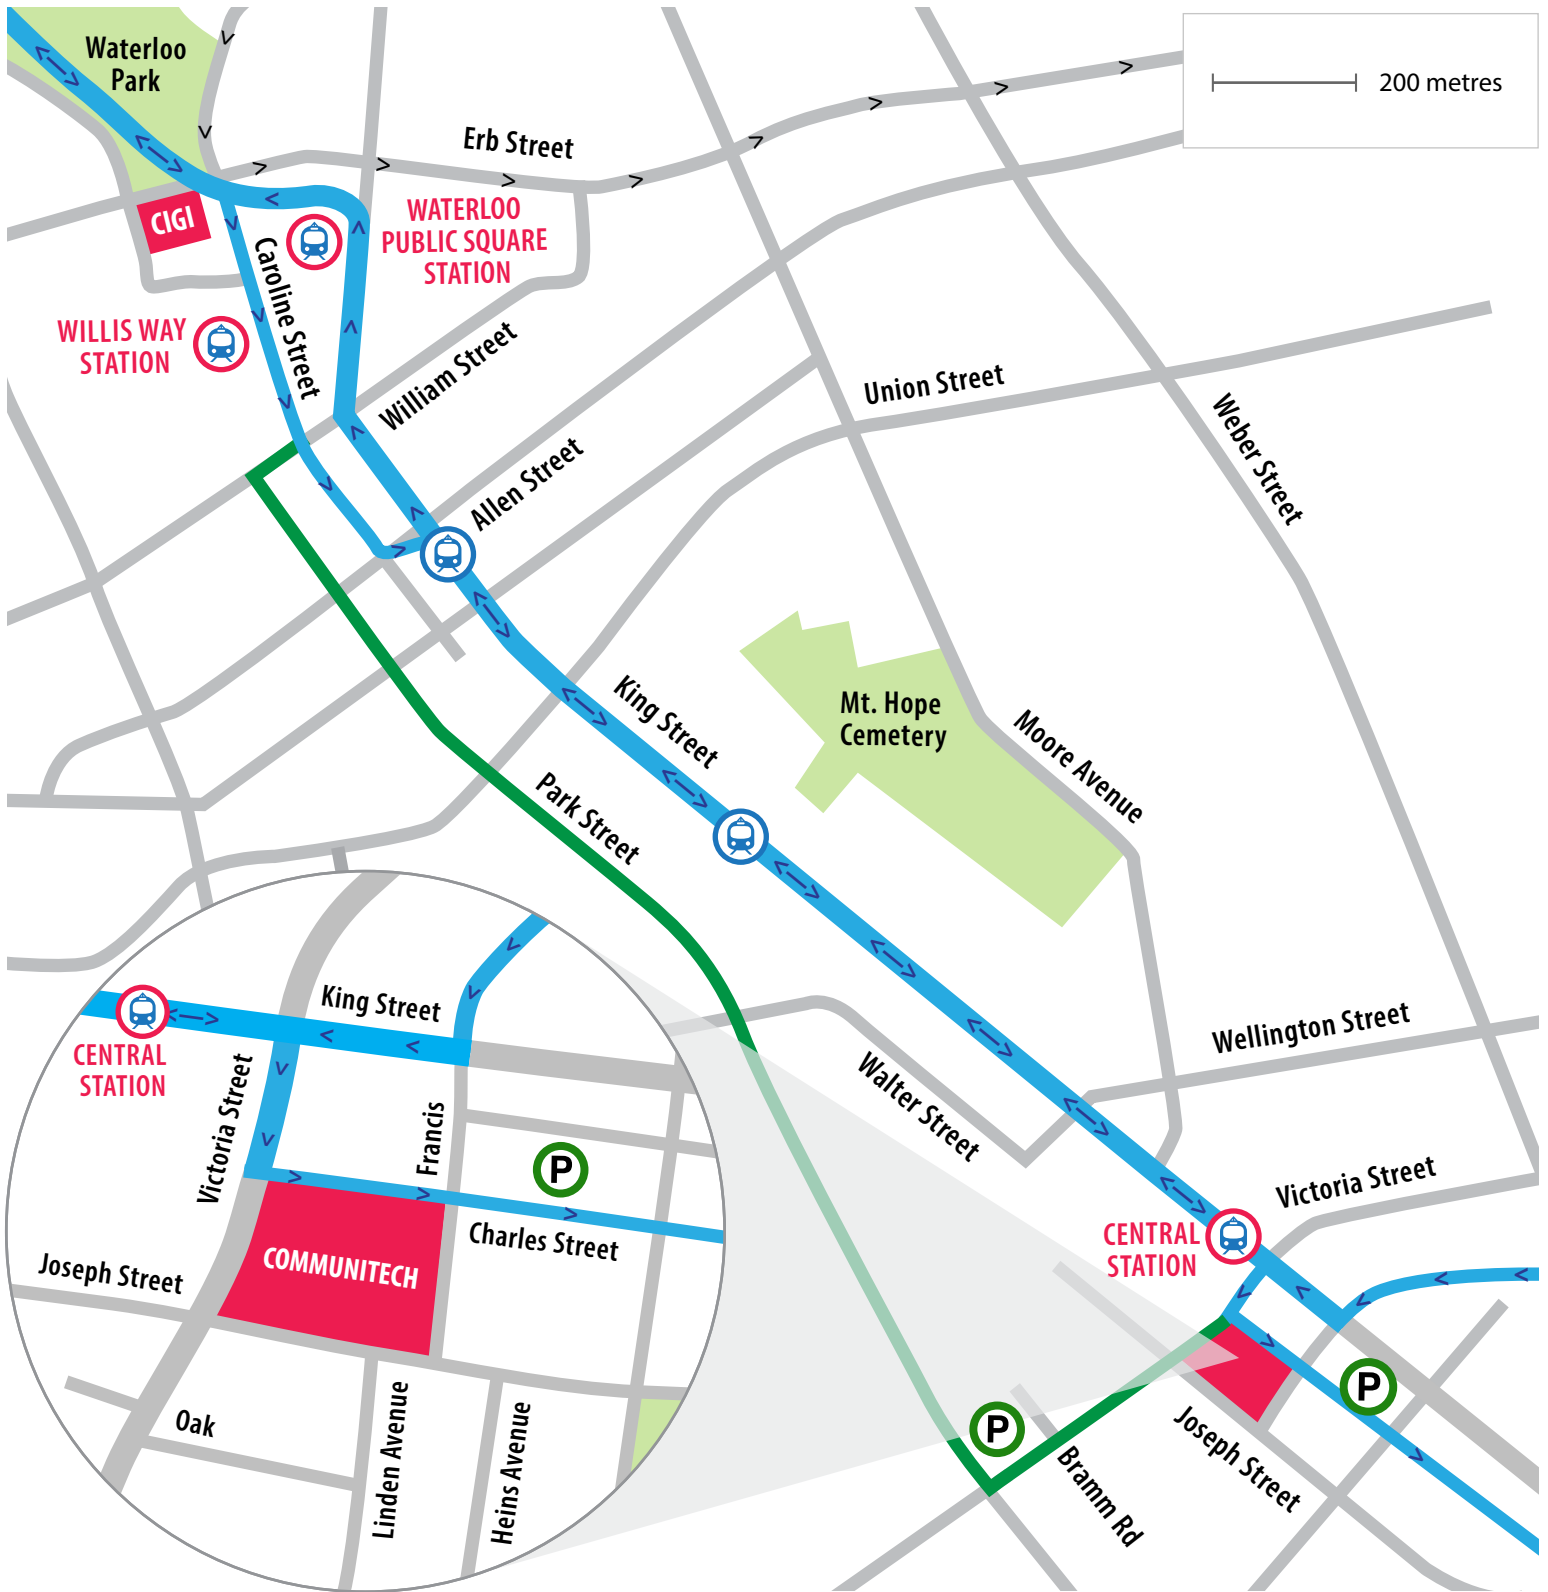 Waterloo
Park
200 metres
Erb Street
CIGI
WATERLOO
PUBLIC SQUARE
STATION
Caroline Street
WILLIS WAY
STATION
William Street
Union Street
Weber Street
Allen Street
King Street
Mt. Hope
Cemetery
Moore Avenue
Park Street
King Street
CENTRAL
STATION
Victoria Street
Francis
P
Charles Street
COMMUNITECH
Joseph Street
Oak
Linden Avenue
Heins Avenue
Wellington Street
Walter Street
Victoria Street
CENTRAL
STATION
P
P
Joseph Street
Bramm Rd